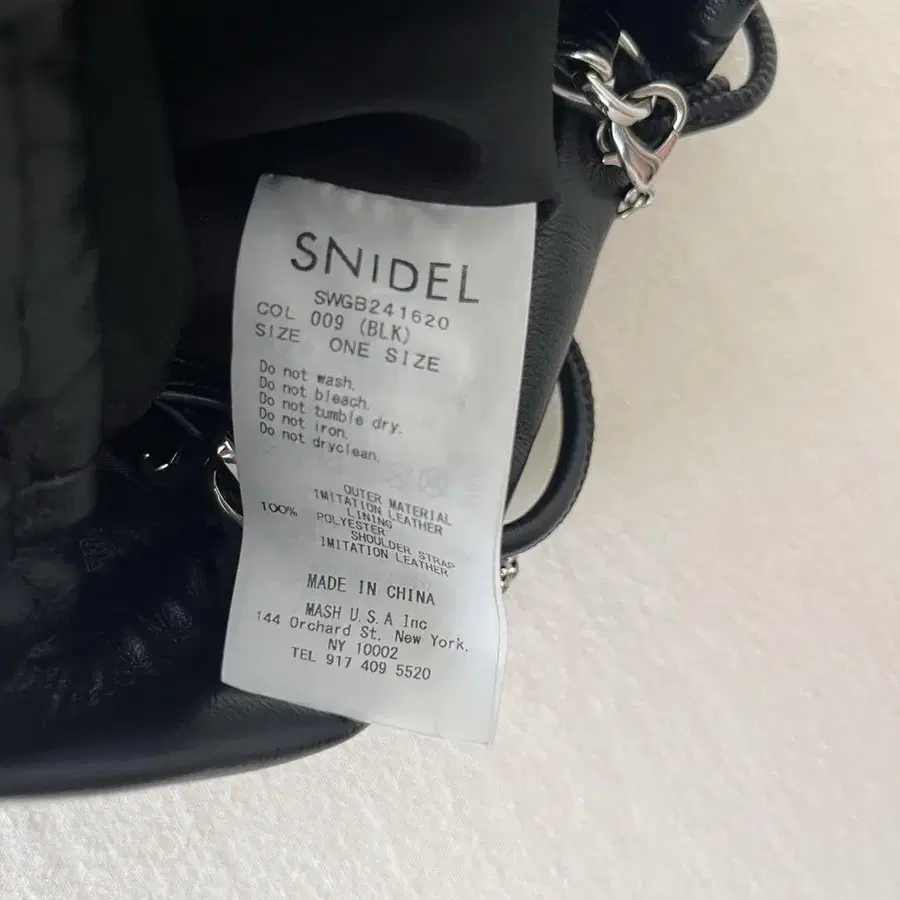 SNIDEL
SWGB241620
COL 009 (BLK)
SIZE ONE SIZE
Do not wash.
Do not bleach.
Do not tumble dry.
Do not iron.
Do not dryclean.
OUTER MATERIAL
IMITATION LEATHER
LINING
100% POLYESTER
SHOULDER STRAP
IMITATION LEATHER
MADE IN CHINA
MASH U.S.A Inc
144 Orchard St. New York,
NY 10002
TEL 917 409 5520